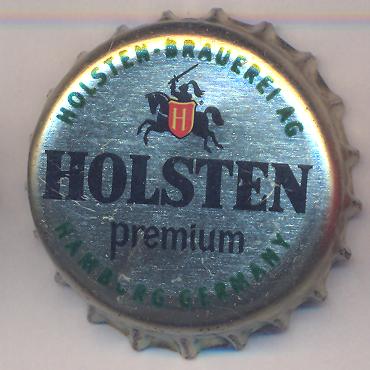 HOLSTEN-BRAUEREI AG
H
HOLSTEN
premium
HAMBURG GERMANY